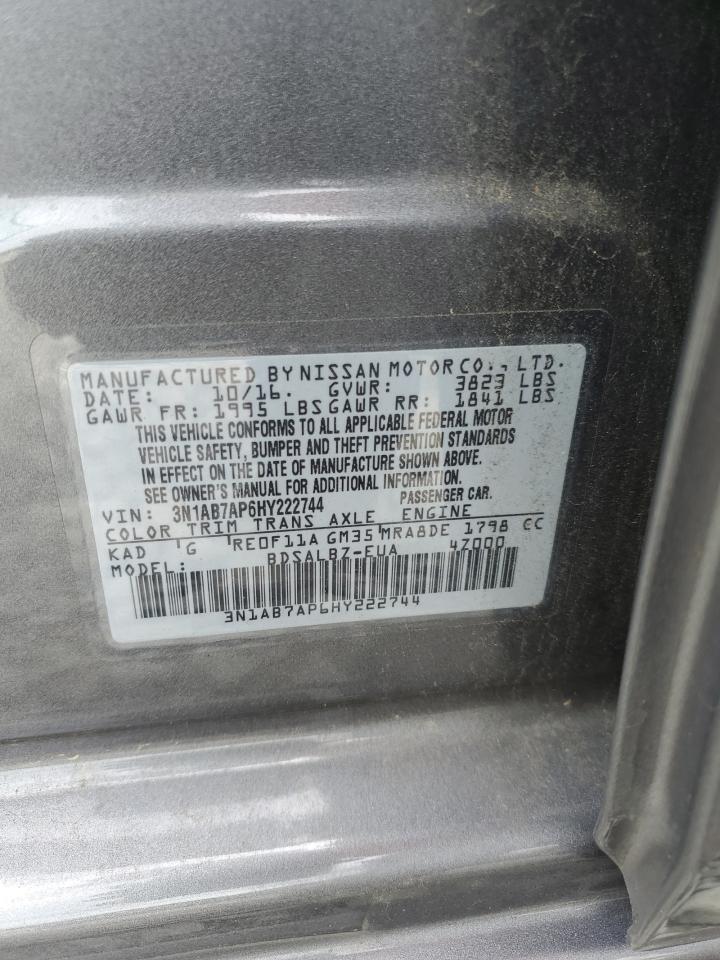 MANUFACTURED BY NISSAN MOTOR CO., LTD.
DATE: 10/16. GVWR: 3823 LBS
GAWR FR: 1995 LBS GAWR RR: 1841 LBS
THIS VEHICLE CONFORMS TO ALL APPLICABLE FEDERAL MOTOR
VEHICLE SAFETY, BUMPER AND THEFT PREVENTION STANDARDS
IN EFFECT ON THE DATE OF MANUFACTURE SHOWN ABOVE.
SEE OWNER'S MANUAL FOR ADDITIONAL INFORMATION.
VIN: 3N1AB7AP6HY222744 PASSENGER CAR.
COLOR TRIM TRANS AXLE ENGINE
KAD G RE0F11A GM35 MRA8DE 1798 CC
MODEL: BDSALBZ-EUA 47000
3N1AB7AP6HY222744